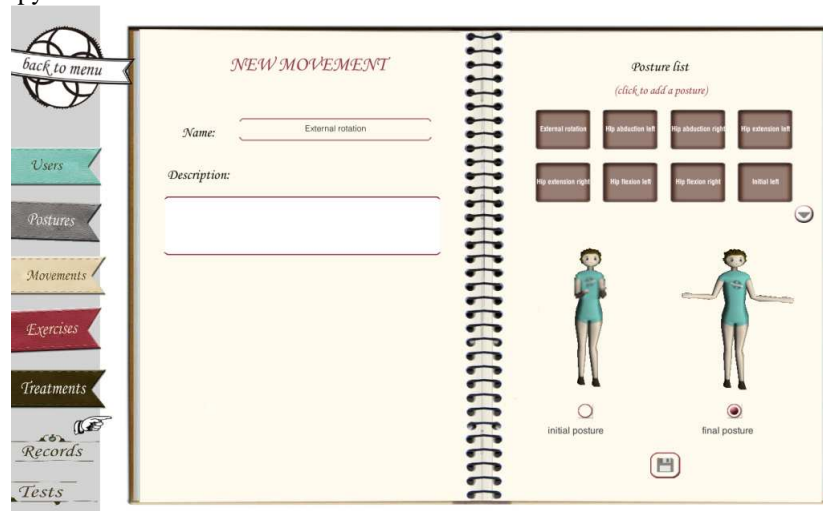 py
back to menu
Users
Postures
Movements
Exercises
Treatments
Records
Tests
NEW MOVEMENT
Name: External rotation
Description:
Posture list
(click to add a posture)
External rotation Hip abduction left Hip abduction right Hip extension left
Hip extension right Hip flexion left Hip flexion right Initial left
initial posture final posture